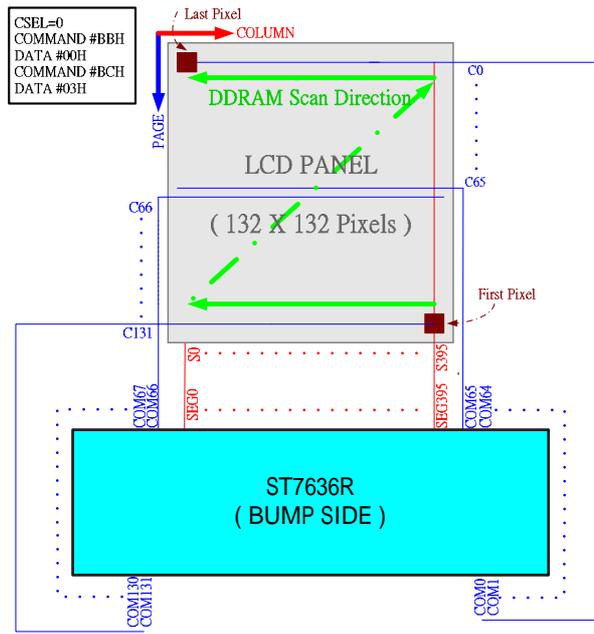 CSEL=0
COMMAND #BBH
DATA #00H
COMMAND #BCH
DATA #03H
Last Pixel
COLUMN
PAGE
C0
DDRAM Scan Direction
LCD PANEL
C65
C66
( 132 X 132 Pixels )
First Pixel
C131
S0
S395
SEG0
SEG395
COM67
COM66
COM65
COM64
ST7636R
( BUMP SIDE )
COM130
COM131
COM0
COM1